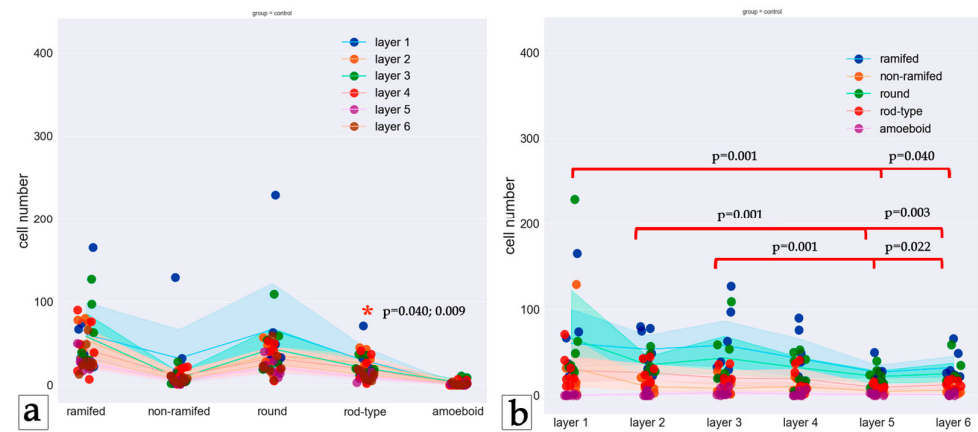 group = control
400
300
200
100
0
cell number
layer 1
layer 2
layer 3
layer 4
layer 5
layer 6
* p=0.040; 0.009
ramifed
non-ramifed
round
rod-type
amoeboid
a
group = control
400
300
200
100
0
cell number
ramifed
non-ramifed
round
rod-type
amoeboid
p=0.001
p=0.040
p=0.001
p=0.003
p=0.001
p=0.022
layer 1
layer 2
layer 3
layer 4
layer 5
layer 6
b